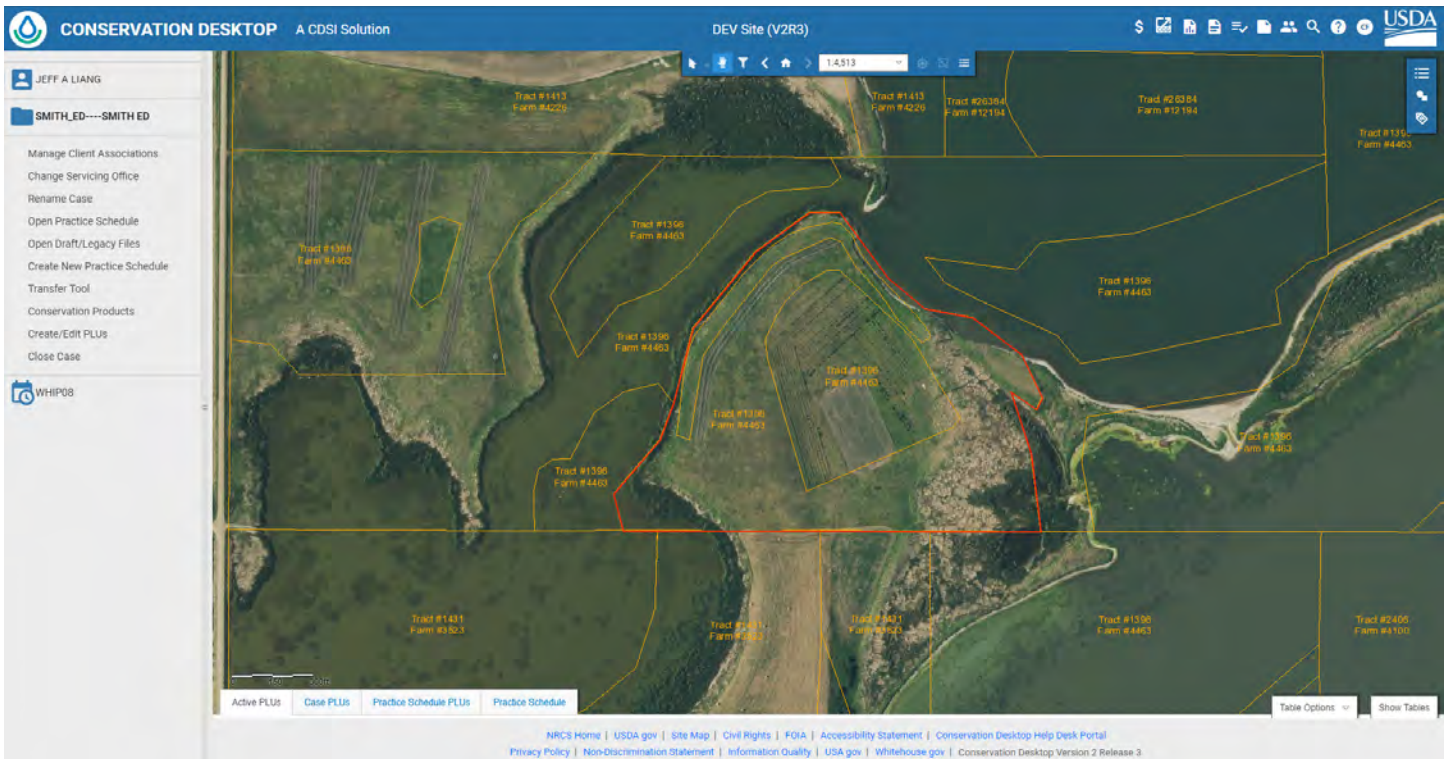 CONSERVATION DESKTOP A CDSI Solution
DEV Site (V2R3)
USDA
JEFF A LIANG
SMITH_ED----SMITH ED
Manage Client Associations
Change Servicing Office
Rename Case
Open Practice Schedule
Open Draft/Legacy Files
Create New Practice Schedule
Transfer Tool
Conservation Products
Create/Edit PLUs
Close Case
WHIP08
1:4,513
Tract #1413
Farm #4226
Tract #1413
Farm #4226
Tract #26384
Farm #12194
Tract #26384
Farm #12194
Farm #4463
Tract #1396
Farm #4463
Tract #1396
Farm #4463
Tract #1396
Farm #4463
Tract #1396
Farm #4463
Tract #1396
Farm #4463
Tract #1396
Farm #4463
Tract #1396
Farm #4463
Tract #1396
Farm #4463
Tract #1431
Farm #3523
Tract #1431
Farm #3523
Tract #1431
Farm #3523
Tract #1396
Farm #4463
Tract #2406
Farm #4100
Active PLUs Case PLUs Practice Schedule PLUs Practice Schedule
Table Options Show Tables
NRCS Home | USDA gov | Site Map | Civil Rights | FOIA | Accessibility Statement | Conservation Desktop Help Desk Portal
Privacy Policy | Non-Discrimination Statement | Information Quality | USA gov | Whitehouse gov | Conservation Desktop Version 2 Release 3